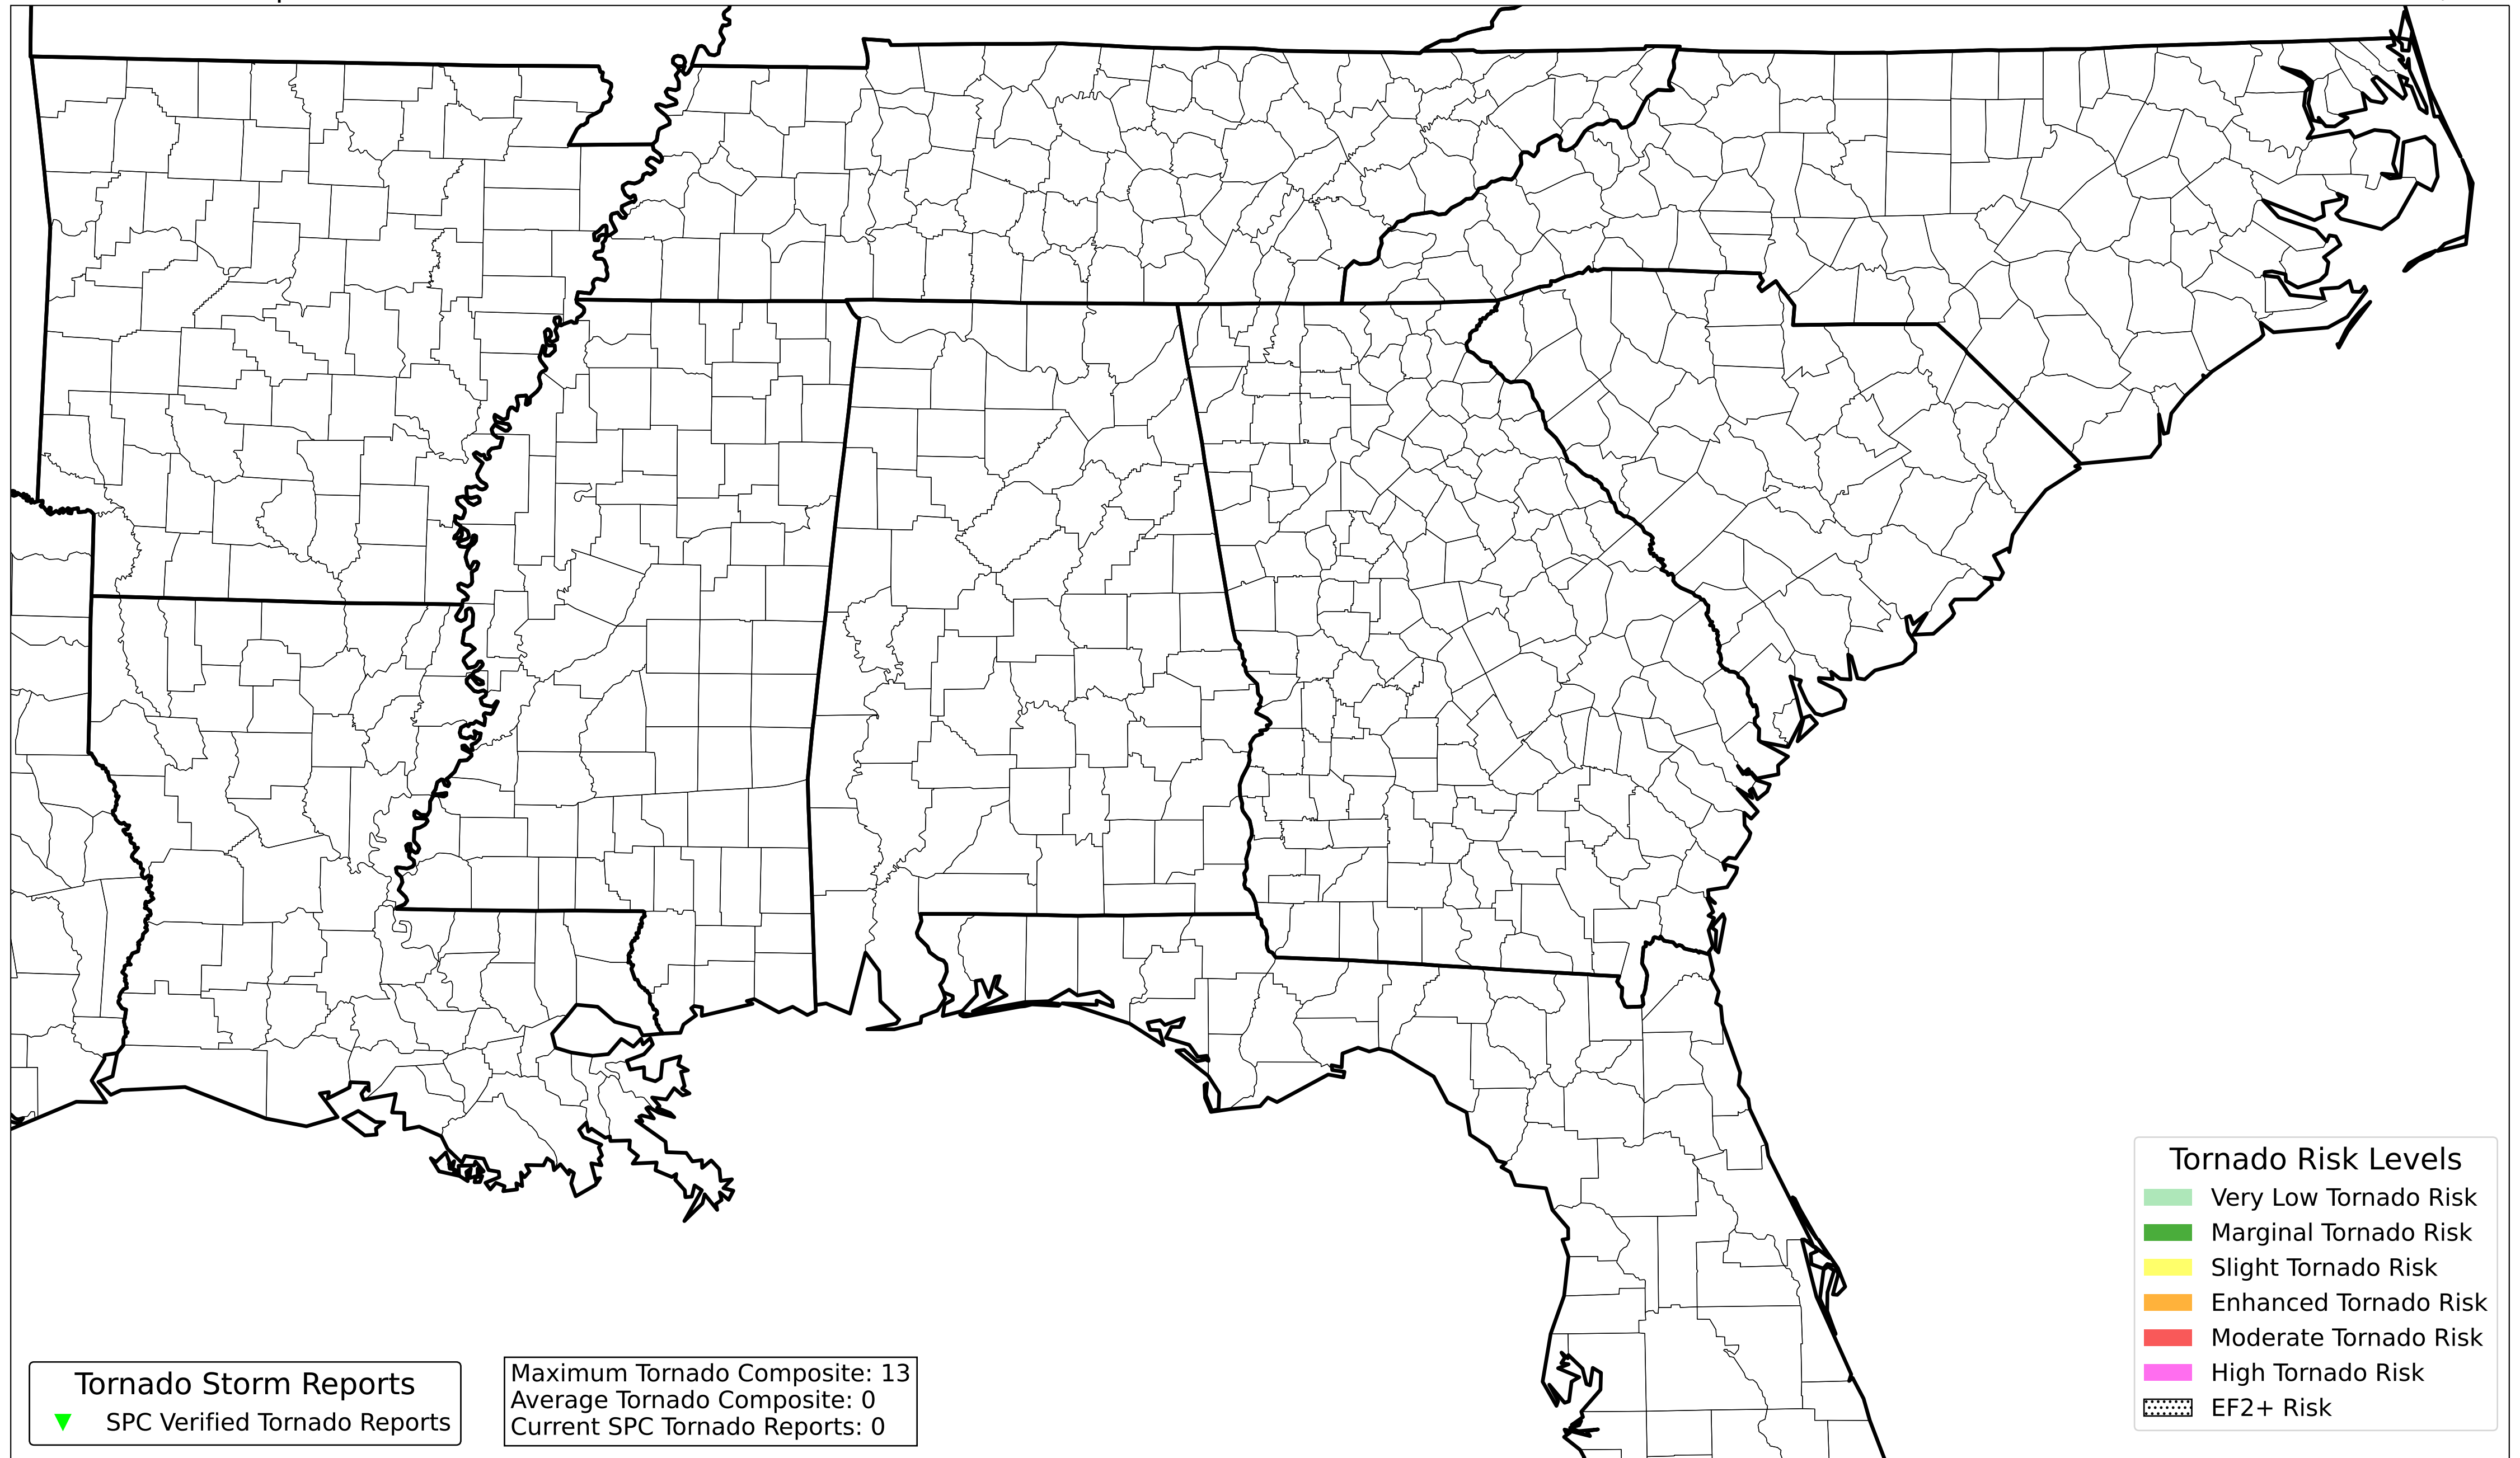 Tornado Risk Levels
Very Low Tornado Risk
Marginal Tornado Risk
Slight Tornado Risk
Enhanced Tornado Risk
Moderate Tornado Risk
High Tornado Risk
EF2+ Risk
Tornado Storm Reports
SPC Verified Tornado Reports
Maximum Tornado Composite: 13
Average Tornado Composite: 0
Current SPC Tornado Reports: 0